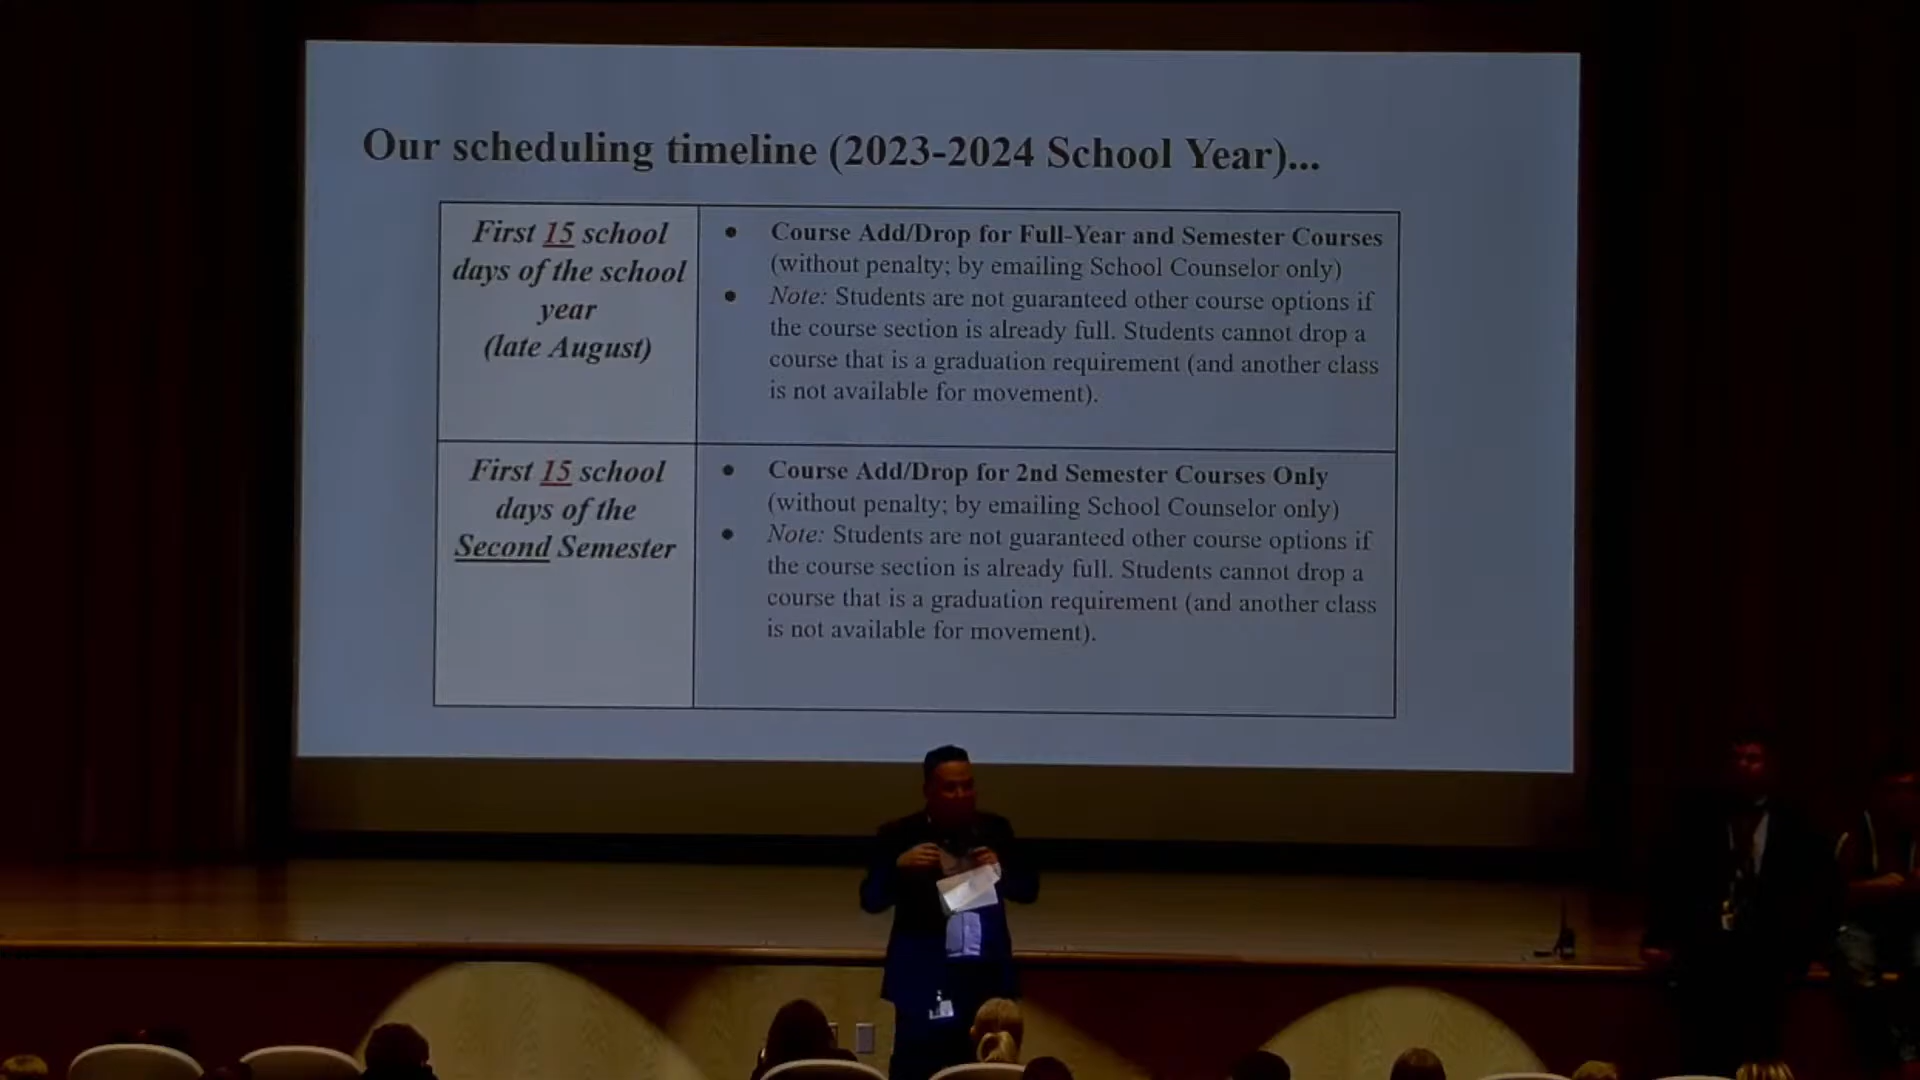 Our scheduling timeline (2023-2024 School Year)...
First 15 school
days of the school
year
(late August)
● Course Add/Drop for Full-Year and Semester Courses
(without penalty; by emailing School Counselor only)
● Note: Students are not guaranteed other course options if
the course section is already full. Students cannot drop a
course that is a graduation requirement (and another class
is not available for movement).
First 15 school
days of the
Second Semester
● Course Add/Drop for 2nd Semester Courses Only
(without penalty; by emailing School Counselor only)
● Note: Students are not guaranteed other course options if
the course section is already full. Students cannot drop a
course that is a graduation requirement (and another class
is not available for movement).